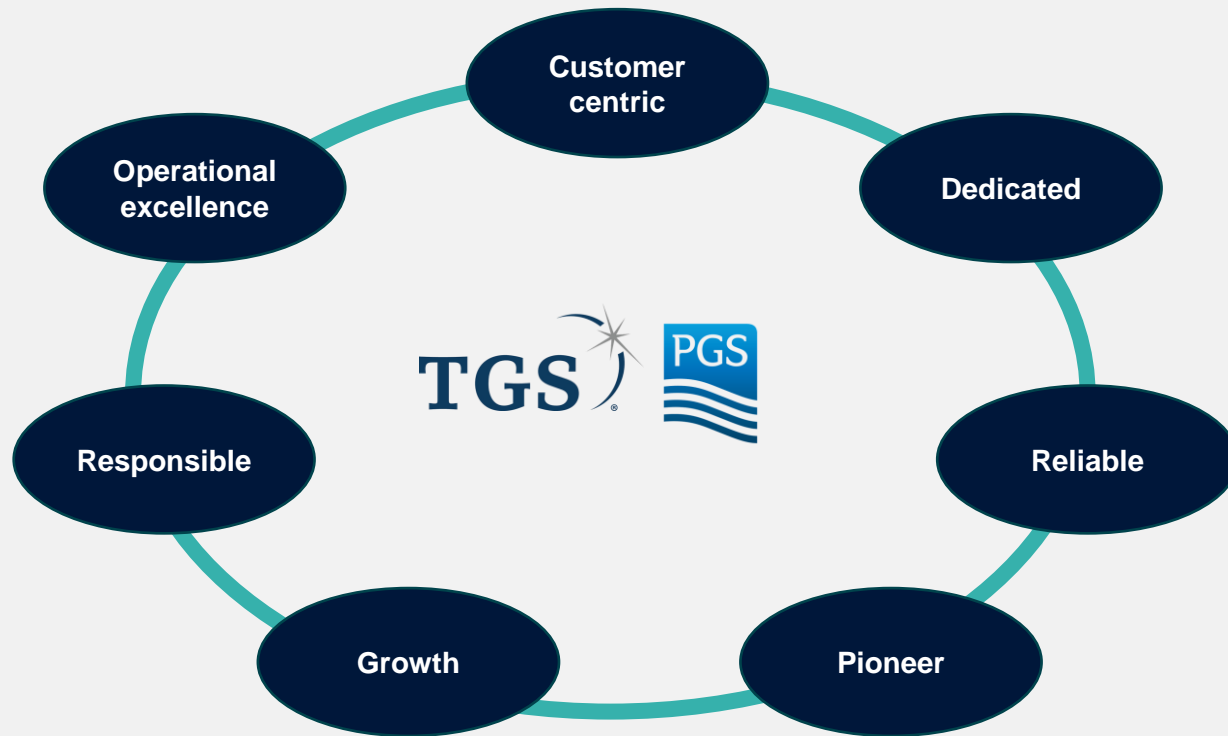 Customer
centric
Operational
excellence
Dedicated
TGS®
PGS
Responsible
Reliable
Growth
Pioneer